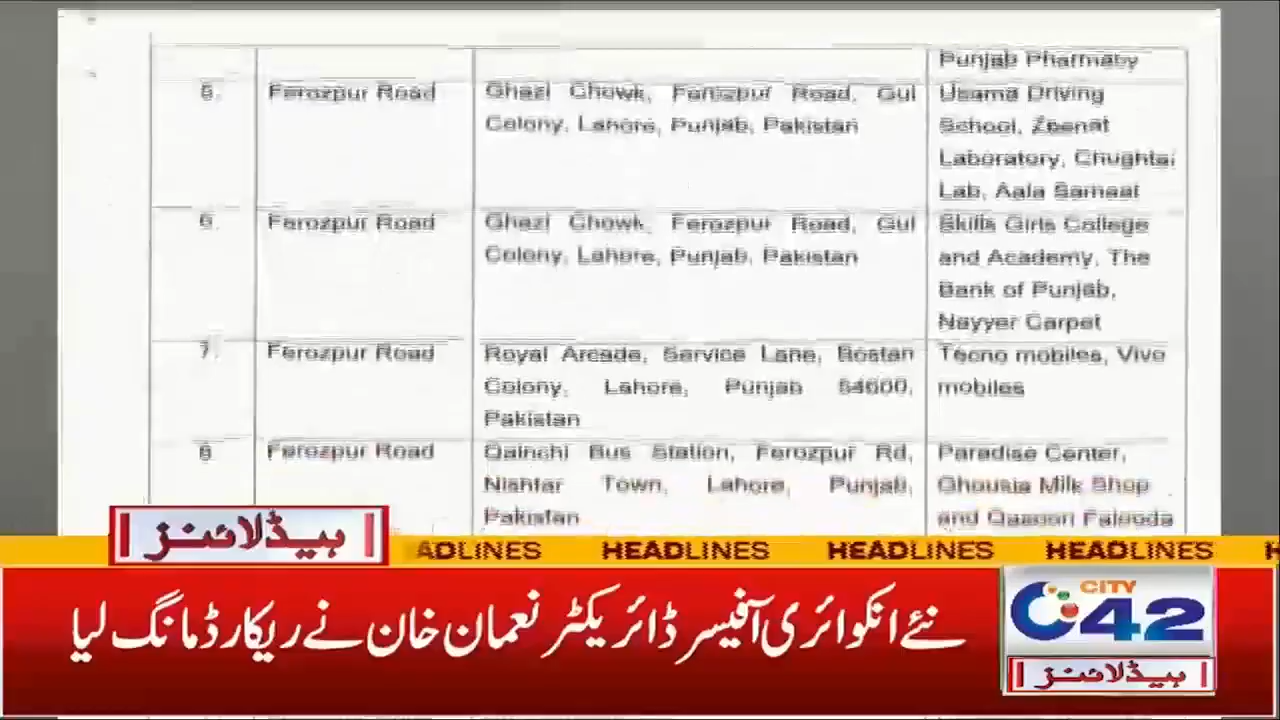 Punjab Pharmacy
5. Ferozpur Road Ghazi Chowk, Ferozpur Road, Gul Usama Driving
Colony, Lahore, Punjab, Pakistan School, Zeenat
Laboratory, Chughtai
Lab, Aala
6. Ferozpur Road Ghazi Chowk, Ferozpur Road, Gul Skills Girls College
Colony, Lahore, Punjab, Pakistan and Academy, The
Bank of Punjab,
Nayyer Carpet
7. Ferozpur Road Royal Arcade, Service Lane, Bostan Tecno mobiles, Vivo
Colony, Lahore, Punjab 54600, mobiles
Pakistan
8 Ferozpur Road Qainchi Bus Station, Ferozpur Rd, Paradise Center,
Nishtar Town, Lahore, Punjab, Ghousia Milk Shop
Pakistan and Falouda
ہیڈلائنز
ADLINES HEADLINES HEADLINES HEADLINES H
نئے انکوائری آفیسر ڈائریکٹر نعمان خان نے ریکارڈ مانگ لیا
CITY
42
ہیڈلائنز